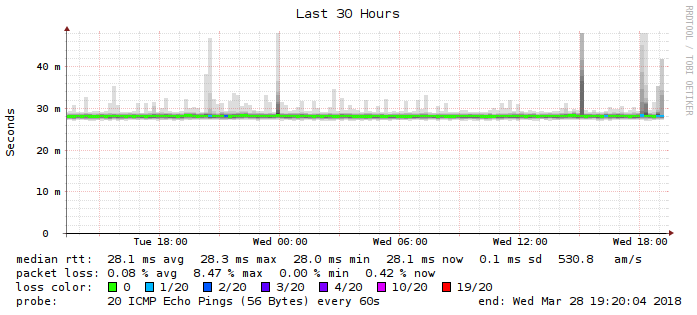 Last 30 Hours
RRDTOOL / TOBI OETIKER
Seconds
40 m
30 m
20 m
10 m
0
Tue 18:00 Wed 00:00 Wed 06:00 Wed 12:00 Wed 18:00
median rtt: 28.1 ms avg 28.3 ms max 28.0 ms min 28.1 ms now 0.1 ms sd 530.8 am/s
packet loss: 0.08 % avg 8.47 % max 0.00 % min 0.42 % now
loss color: 0 1/20 2/20 3/20 4/20 10/20 19/20
probe: 20 ICMP Echo Pings (56 Bytes) every 60s end: Wed Mar 28 19:20:04 2018